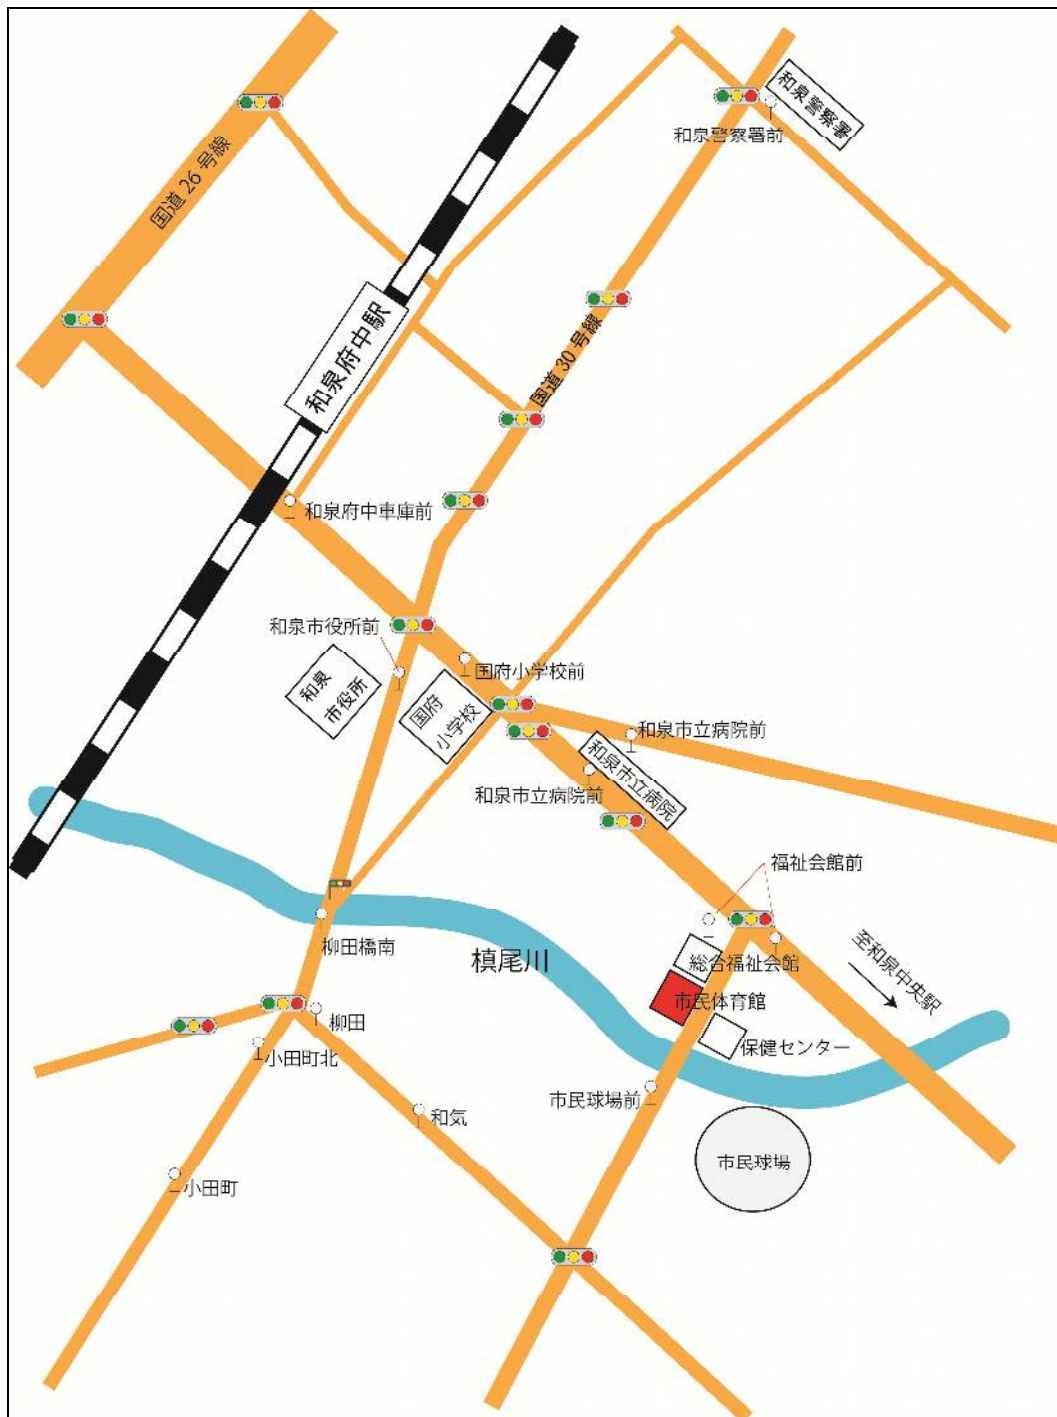 和泉警察署
和泉警察署前
国道 26 号線
和泉府中駅
国道 30 号線
和泉府中車庫前
和泉市役所前
国府小学校前
和泉
市役所
国府
小学校
和泉市立病院前
和泉市立病院
和泉市立病院前
福祉会館前
柳田橋南
槙尾川
総合福祉会館
至和泉中央駅
市民体育館
柳田
保健センター
小田町北
市民球場前
和気
市民球場
小田町